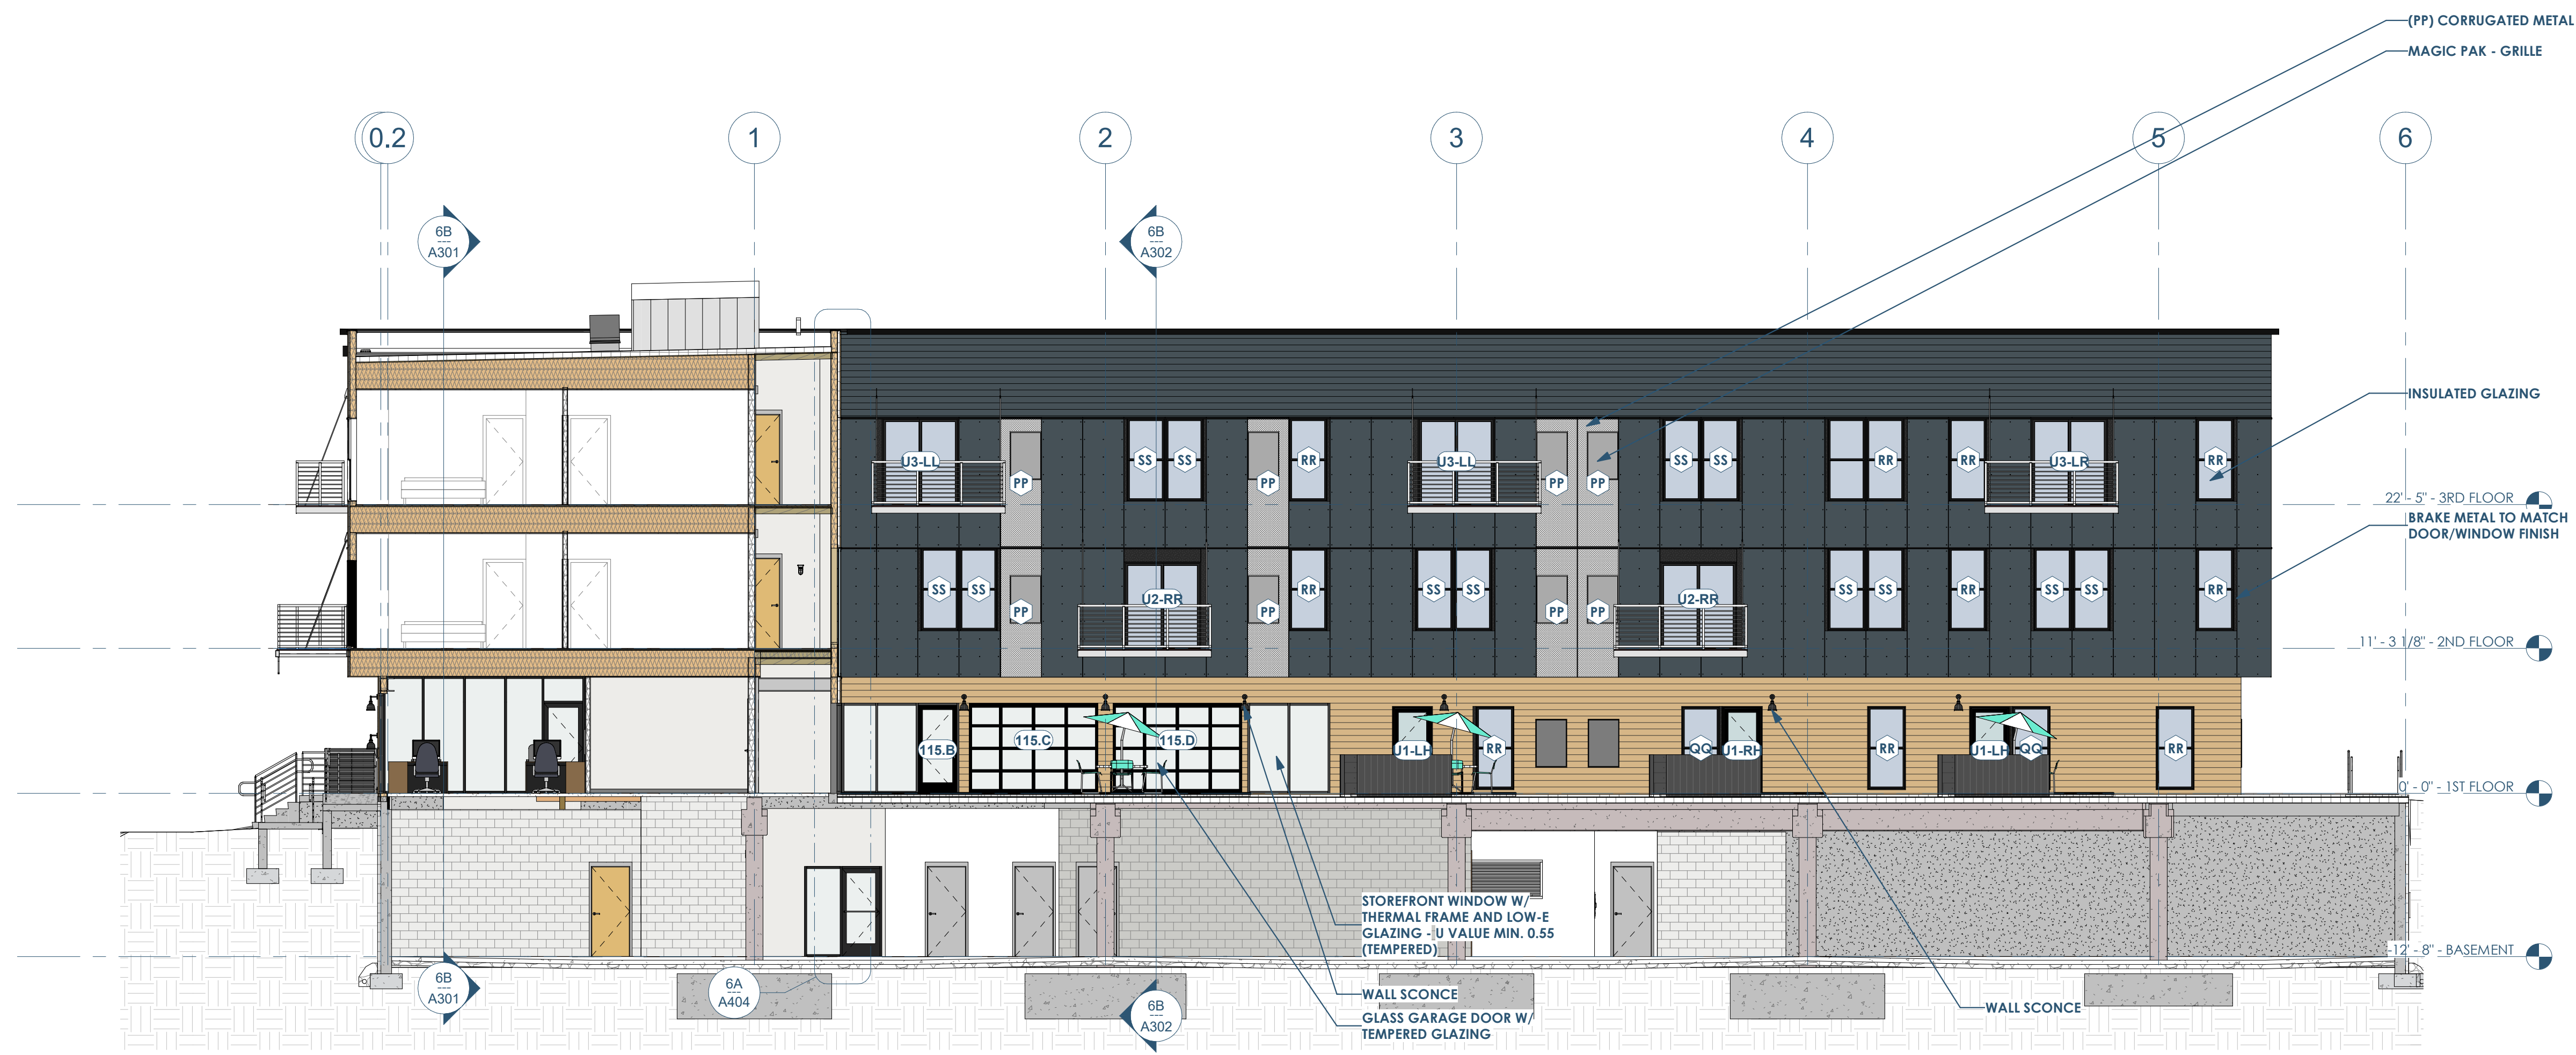 (PP) CORRUGATED METAL
MAGIC PAK - GRILLE
0.2
1
2
3
4
5
6
6B
---
A301
6B
---
A302
INSULATED GLAZING
U3-LL
PP
SS
SS
PP
RR
U3-LL
PP
PP
SS
SS
RR
RR
U3-LR
RR
22' - 5" - 3RD FLOOR
BRAKE METAL TO MATCH
DOOR/WINDOW FINISH
SS
SS
PP
U2-RR
PP
RR
SS
SS
PP
PP
U2-RR
SS
SS
RR
SS
SS
RR
11' - 3 1/8" - 2ND FLOOR
115.B
115.C
115.D
U1-LH
RR
QQ
U1-RH
RR
U1-LH
QQ
RR
0' - 0" - 1ST FLOOR
STOREFRONT WINDOW W/
THERMAL FRAME AND LOW-E
GLAZING - U VALUE MIN. 0.55
(TEMPERED)
-12' - 8" - BASEMENT
6B
---
A301
6A
---
A404
6B
---
A302
WALL SCONCE
GLASS GARAGE DOOR W/
TEMPERED GLAZING
WALL SCONCE